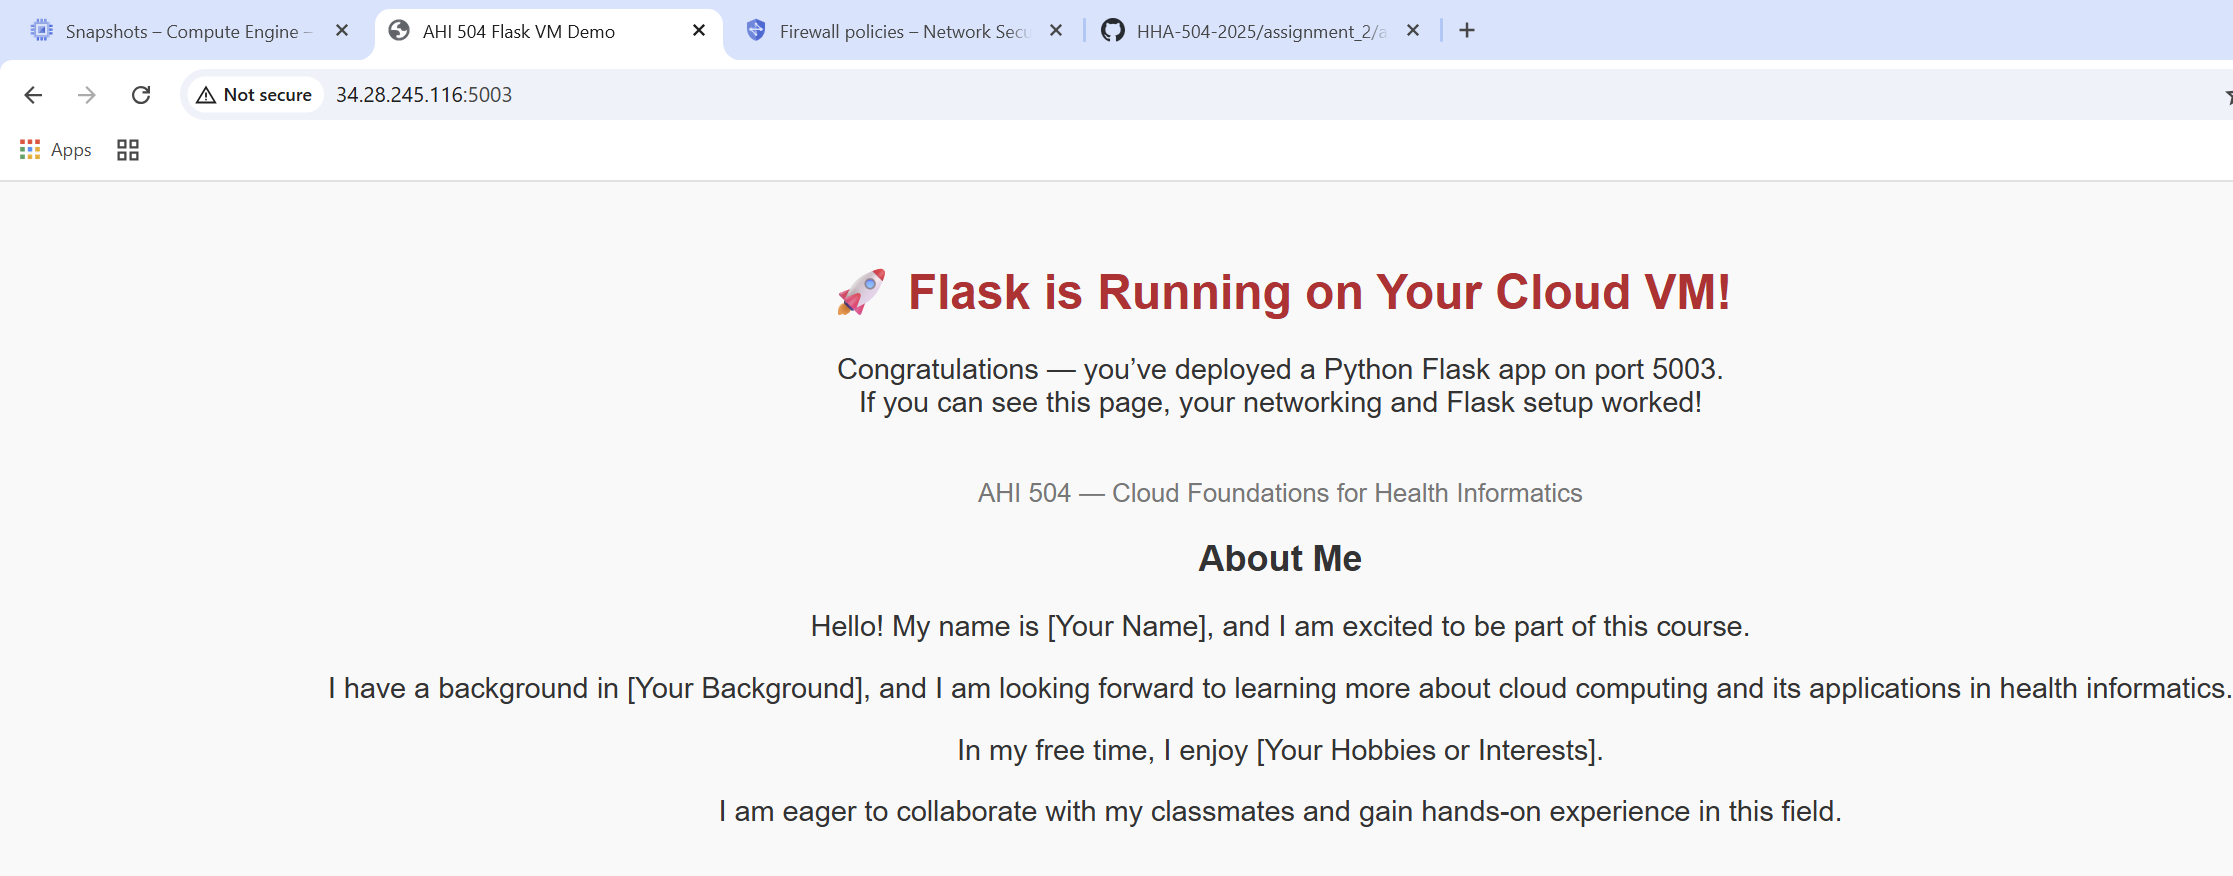 Snapshots – Compute Engine –
AHI 504 Flask VM Demo
Firewall policies – Network Secu
HHA-504-2025/assignment_2/a
Not secure
34.28.245.116:5003
Apps
Flask is Running on Your Cloud VM!
Congratulations — you’ve deployed a Python Flask app on port 5003.
If you can see this page, your networking and Flask setup worked!
AHI 504 — Cloud Foundations for Health Informatics
About Me
Hello! My name is [Your Name], and I am excited to be part of this course.
I have a background in [Your Background], and I am looking forward to learning more about cloud computing and its applications in health informatics.
In my free time, I enjoy [Your Hobbies or Interests].
I am eager to collaborate with my classmates and gain hands-on experience in this field.